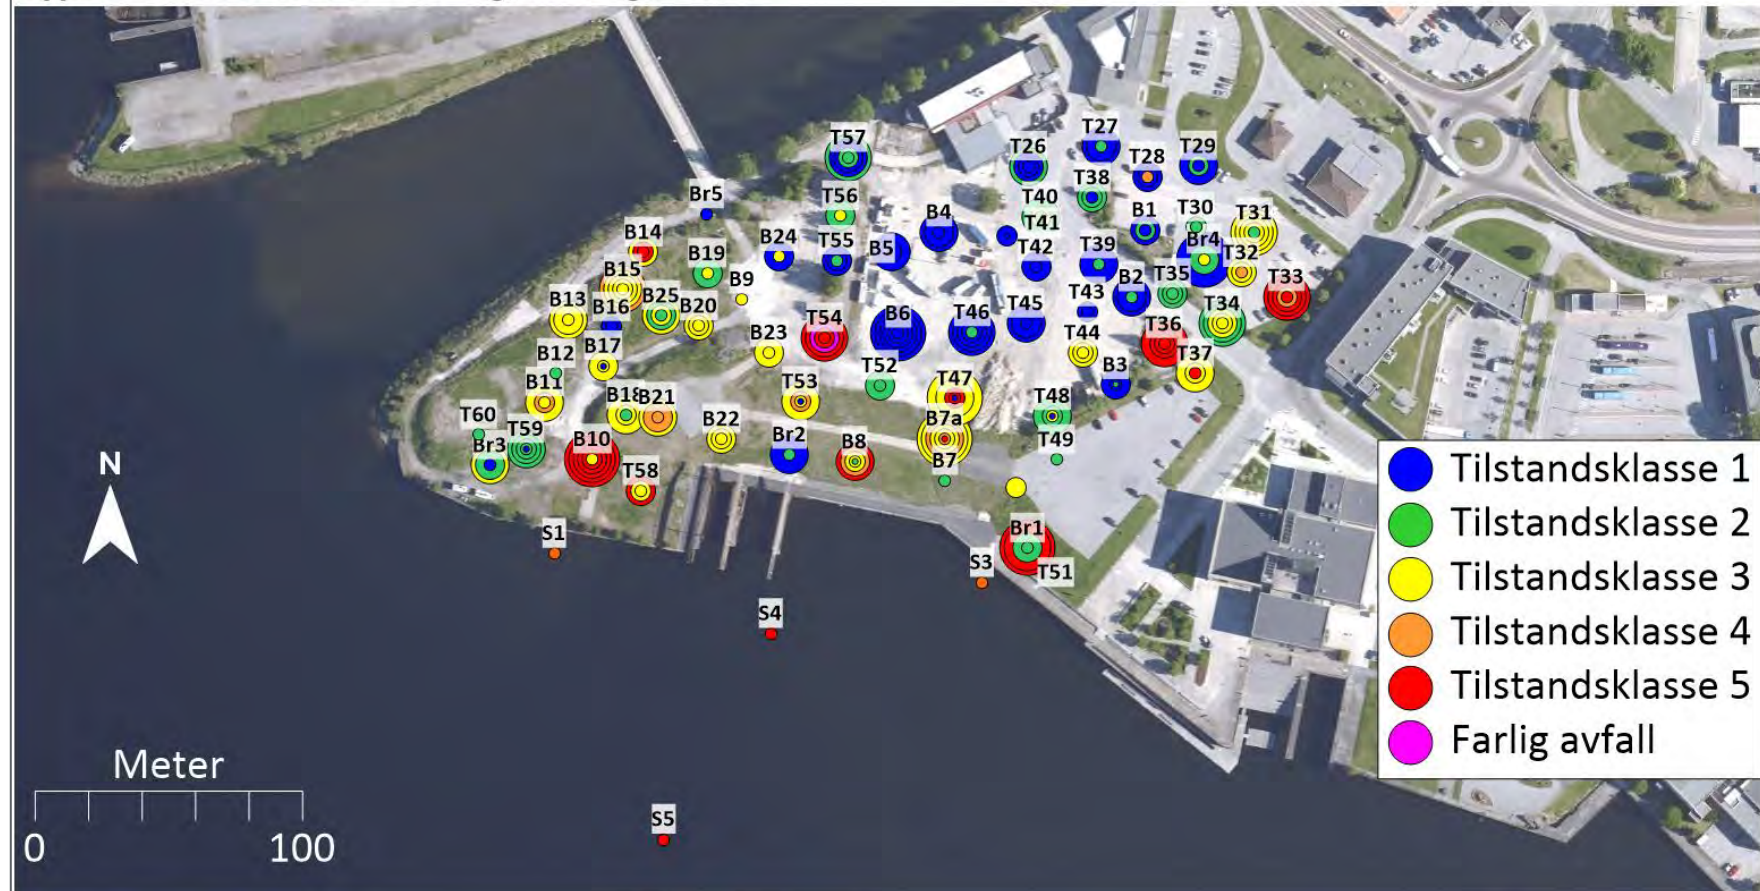 T27
T57
T26
T28
T29
T38
T40
Br5
T56
B4
T41
B1
T30
T31
B14
B24
T55
B5
T42
T39
Br4
T32
B15
B19
B9
B2
T35
T33
B13
B16
B25
B20
T54
B6
T46
T45
T43
T34
B12
B17
B23
T52
T44
T36
B3
T37
B11
B18
B21
T53
T47
T48
T60
T59
Br3
B10
B22
Br2
B8
B7a
T49
N
T58
B7
S1
Br1
S3
T51
S4
S5
Tilstandsklasse 1
Tilstandsklasse 2
Tilstandsklasse 3
Tilstandsklasse 4
Tilstandsklasse 5
Farlig avfall
Meter
0 100